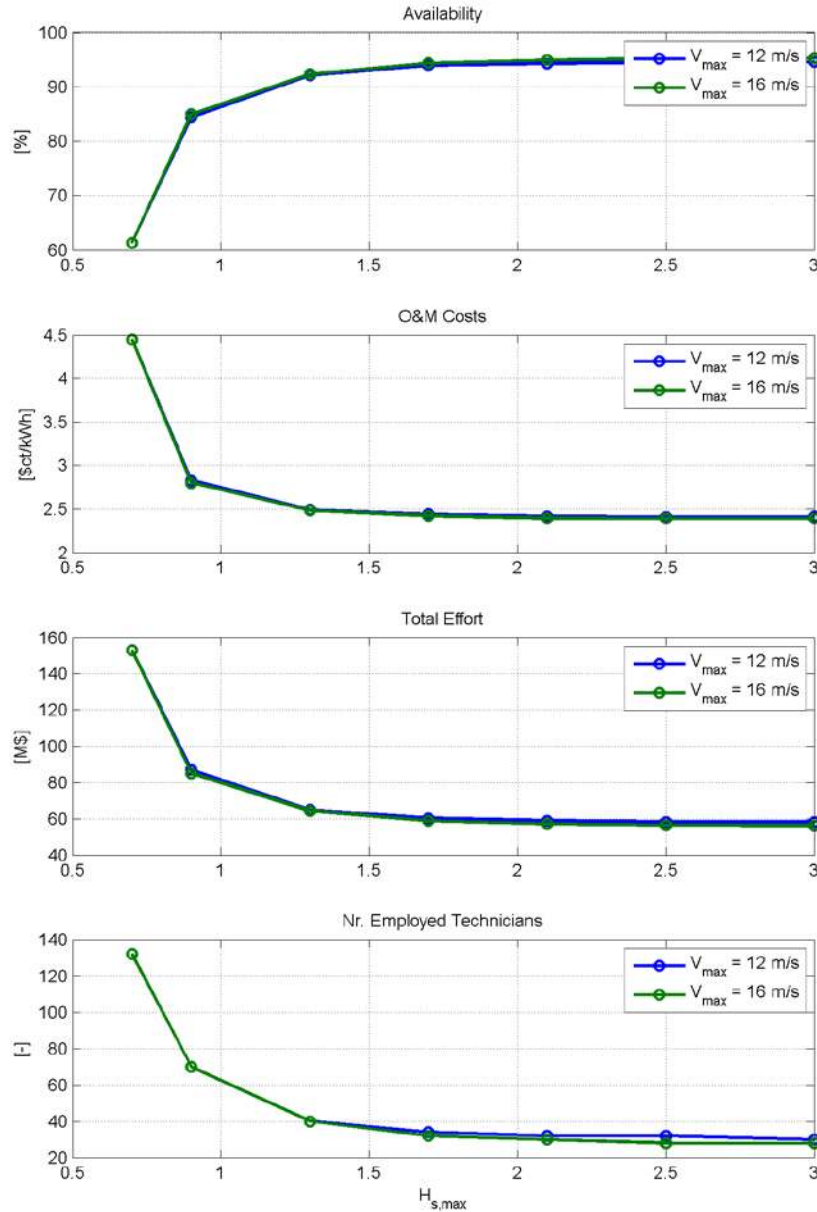 Availability
100
90
80
70
60
[%]
0.5 1 1.5 2 2.5 3
V_max = 12 m/s
V_max = 16 m/s
O&M Costs
4.5
4
3.5
3
2.5
2
[$ct/kWh]
0.5 1 1.5 2 2.5 3
V_max = 12 m/s
V_max = 16 m/s
Total Effort
160
140
120
100
80
60
40
[M$]
0.5 1 1.5 2 2.5 3
V_max = 12 m/s
V_max = 16 m/s
Nr. Employed Technicians
140
120
100
80
60
40
20
[-]
0.5 1 1.5 2 2.5 3
V_max = 12 m/s
V_max = 16 m/s
H_s,max